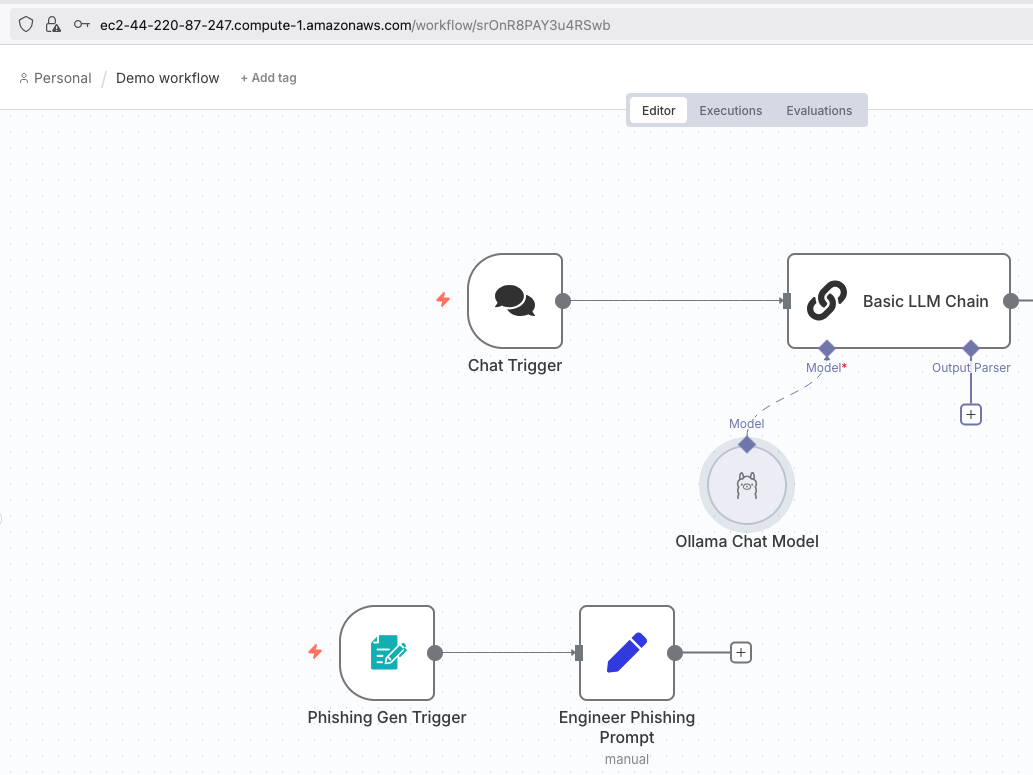 ec2-44-220-87-247.compute-1.amazonaws.com/workflow/srOnR8PAY3u4RSwb
Personal / Demo workflow + Add tag
Editor Executions Evaluations
Basic LLM Chain
Chat Trigger
Model* Output Parser
+
Model
Ollama Chat Model
+
Phishing Gen Trigger
Engineer Phishing
Prompt
manual